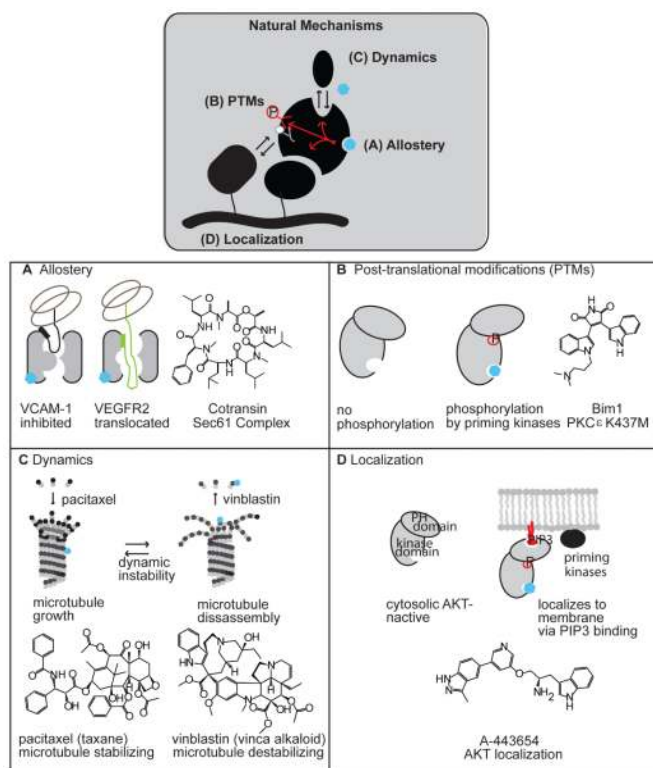 Natural Mechanisms
(C) Dynamics
(B) PTMs
P
(A) Allostery
(D) Localization
A Allostery
VCAM-1
inhibited
VEGFR2
translocated
Cotransin
Sec61 Complex
B Post-translational modifications (PTMs)
P
no
phosphorylation
phosphorylation
by priming kinases
Bim1
PKCε K437M
C Dynamics
pacitaxel
vinblastin
dynamic
instability
microtubule
growth
microtubule
disassembly
pacitaxel (taxane)
microtubule stabilizing
vinblastin (vinca alkaloid)
microtubule destabilizing
D Localization
PH
domain
kinase
domain
PIP3
P
priming
kinases
cytosolic AKT-
nactive
localizes to
membrane
via PIP3 binding
A-443654
AKT localization